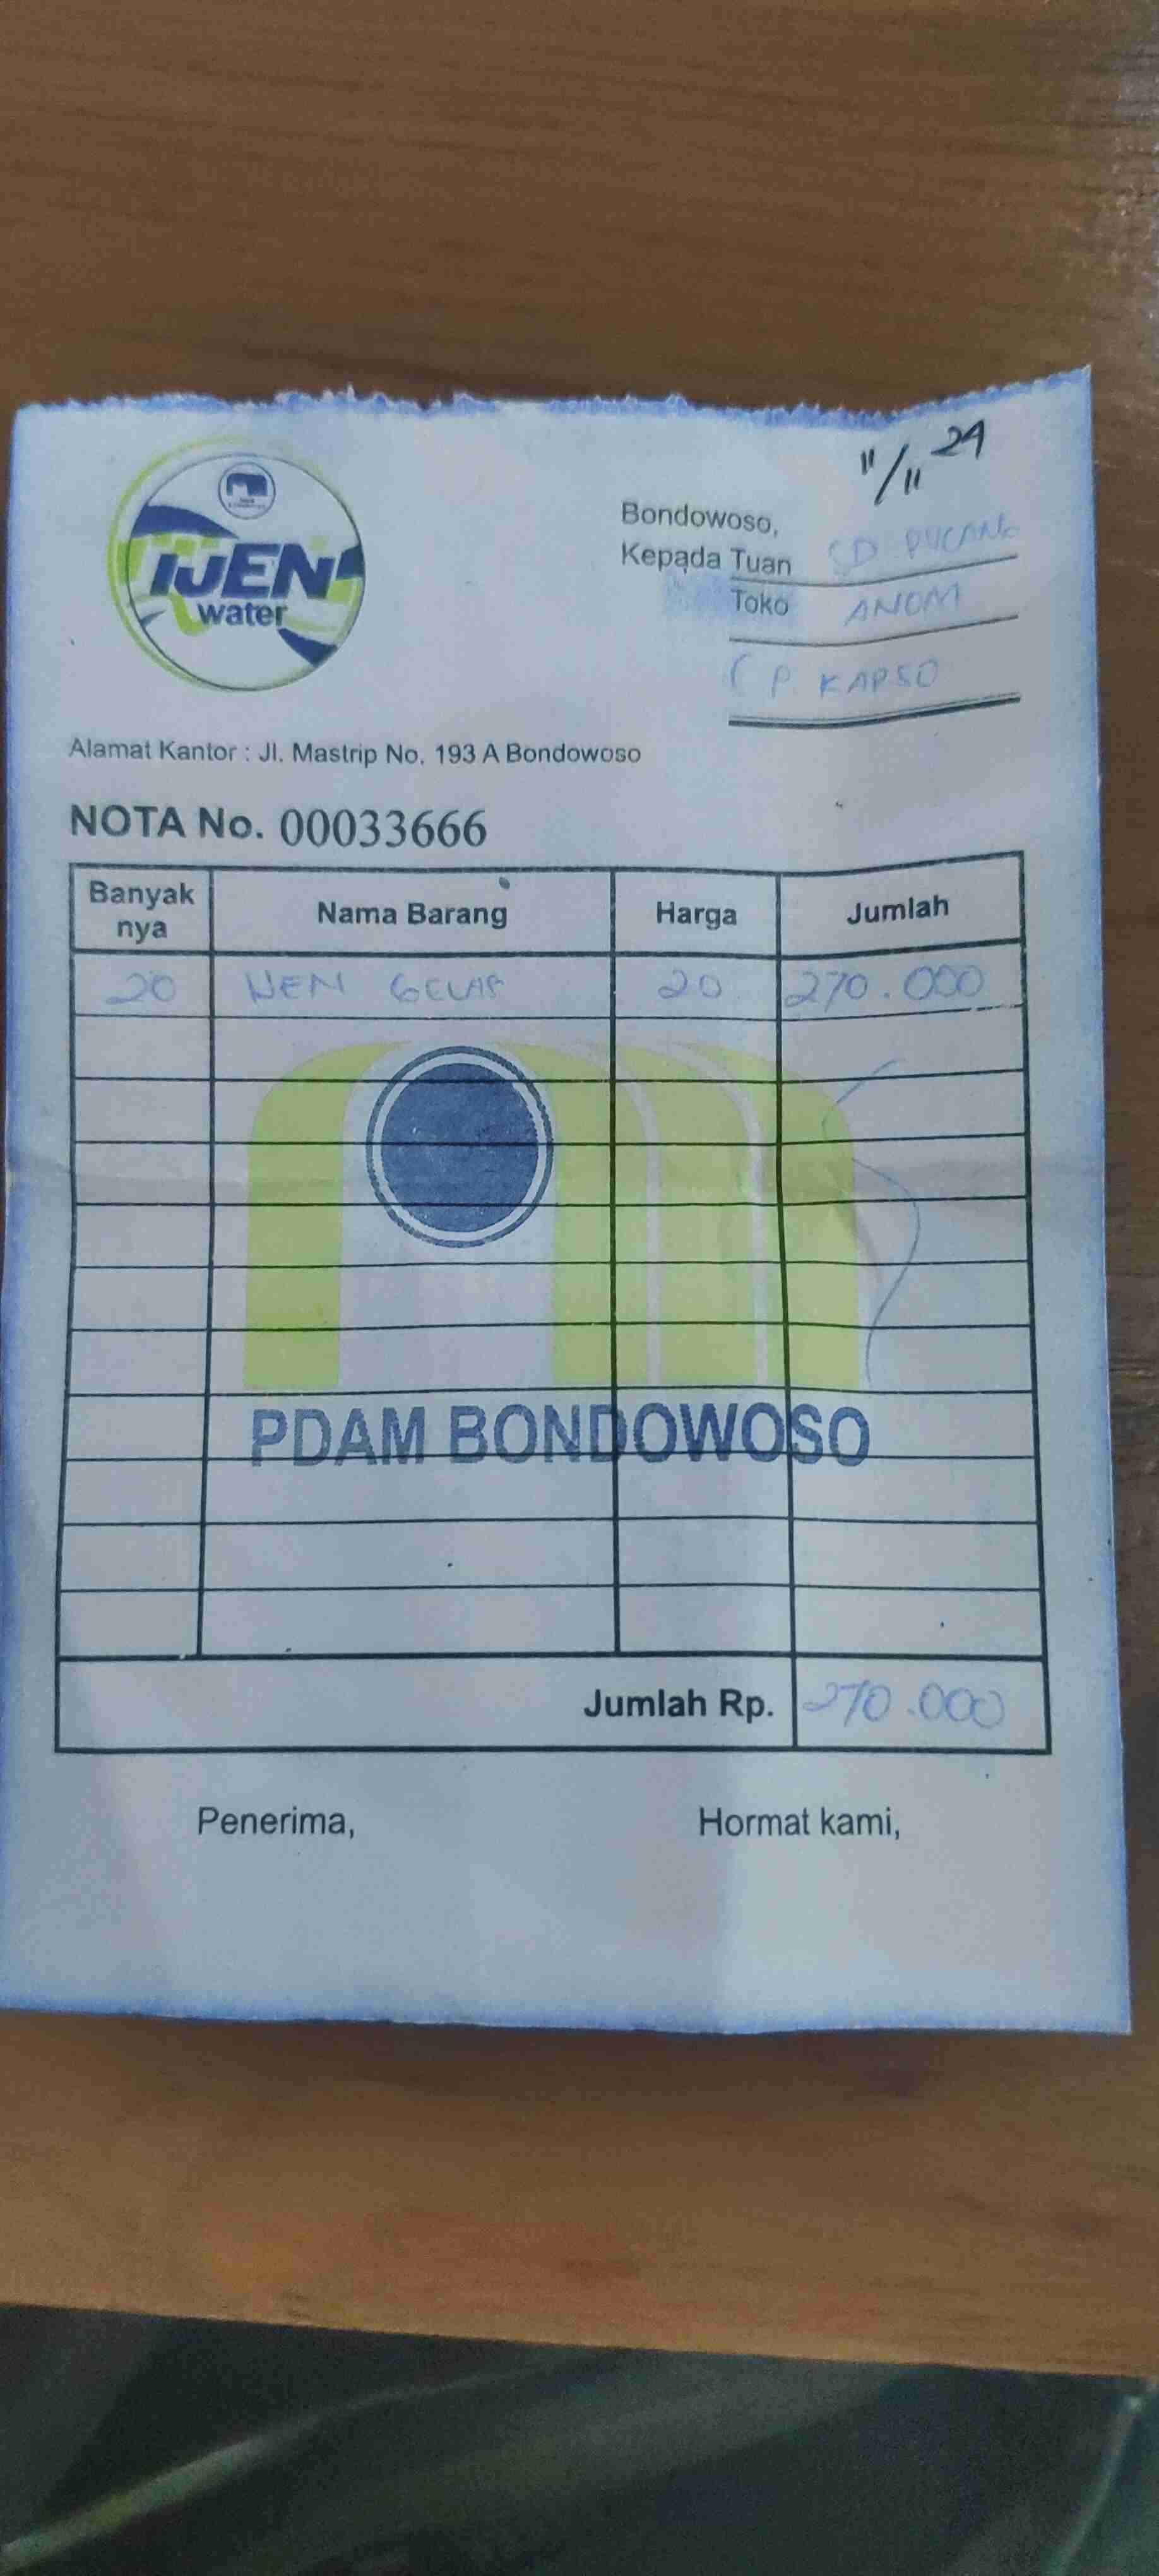 11/11 24
IJEN
water
Bondowoso,
Kepada Tuan SD PUCANG
Toko ANOM
( P. KAPSO
Alamat Kantor : Jl. Mastrip No. 193 A Bondowoso
NOTA No. 00033666
Banyak nya Nama Barang Harga Jumlah
20 IJEN GELAS 20 270.000
PDAM BONDOWOSO
Jumlah Rp. 270.000
Penerima, Hormat kami,